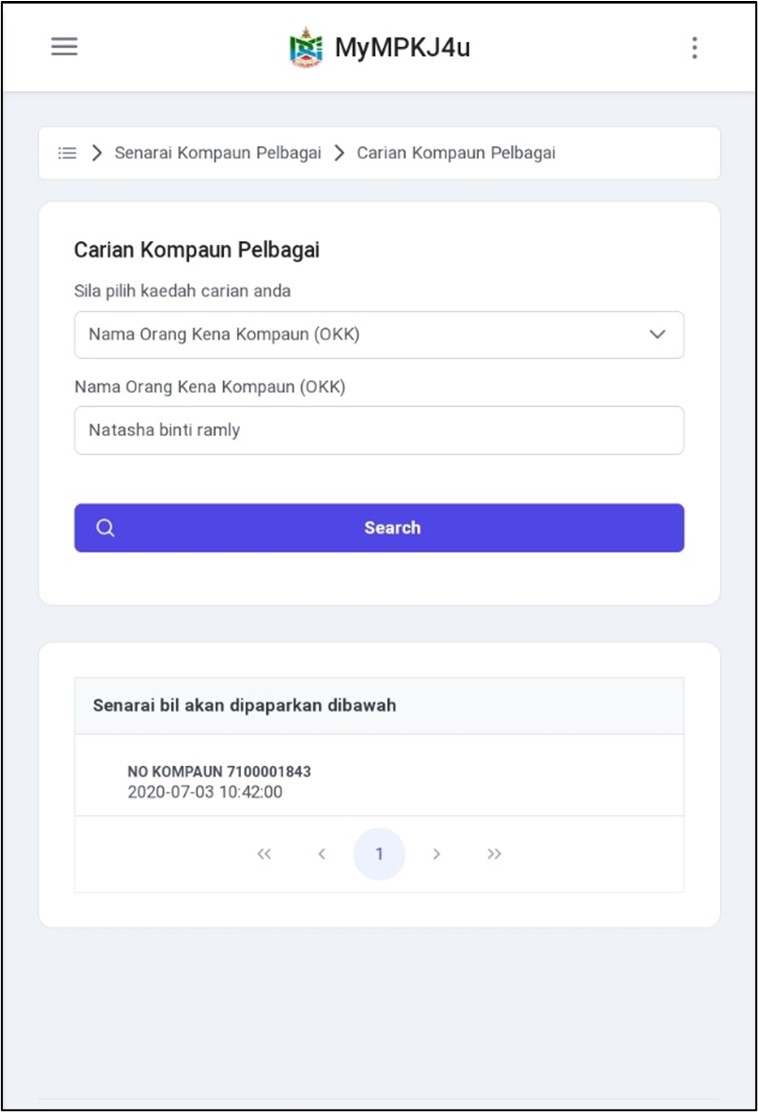 MyMPKJ4u
Senarai Kompaun Pelbagai > Carian Kompaun Pelbagai
Carian Kompaun Pelbagai
Sila pilih kaedah carian anda
Nama Orang Kena Kompaun (OKK)
Nama Orang Kena Kompaun (OKK)
Natasha binti ramly
Search
Senarai bil akan dipaparkan dibawah
NO KOMPAUN 7100001843
2020-07-03 10:42:00
1